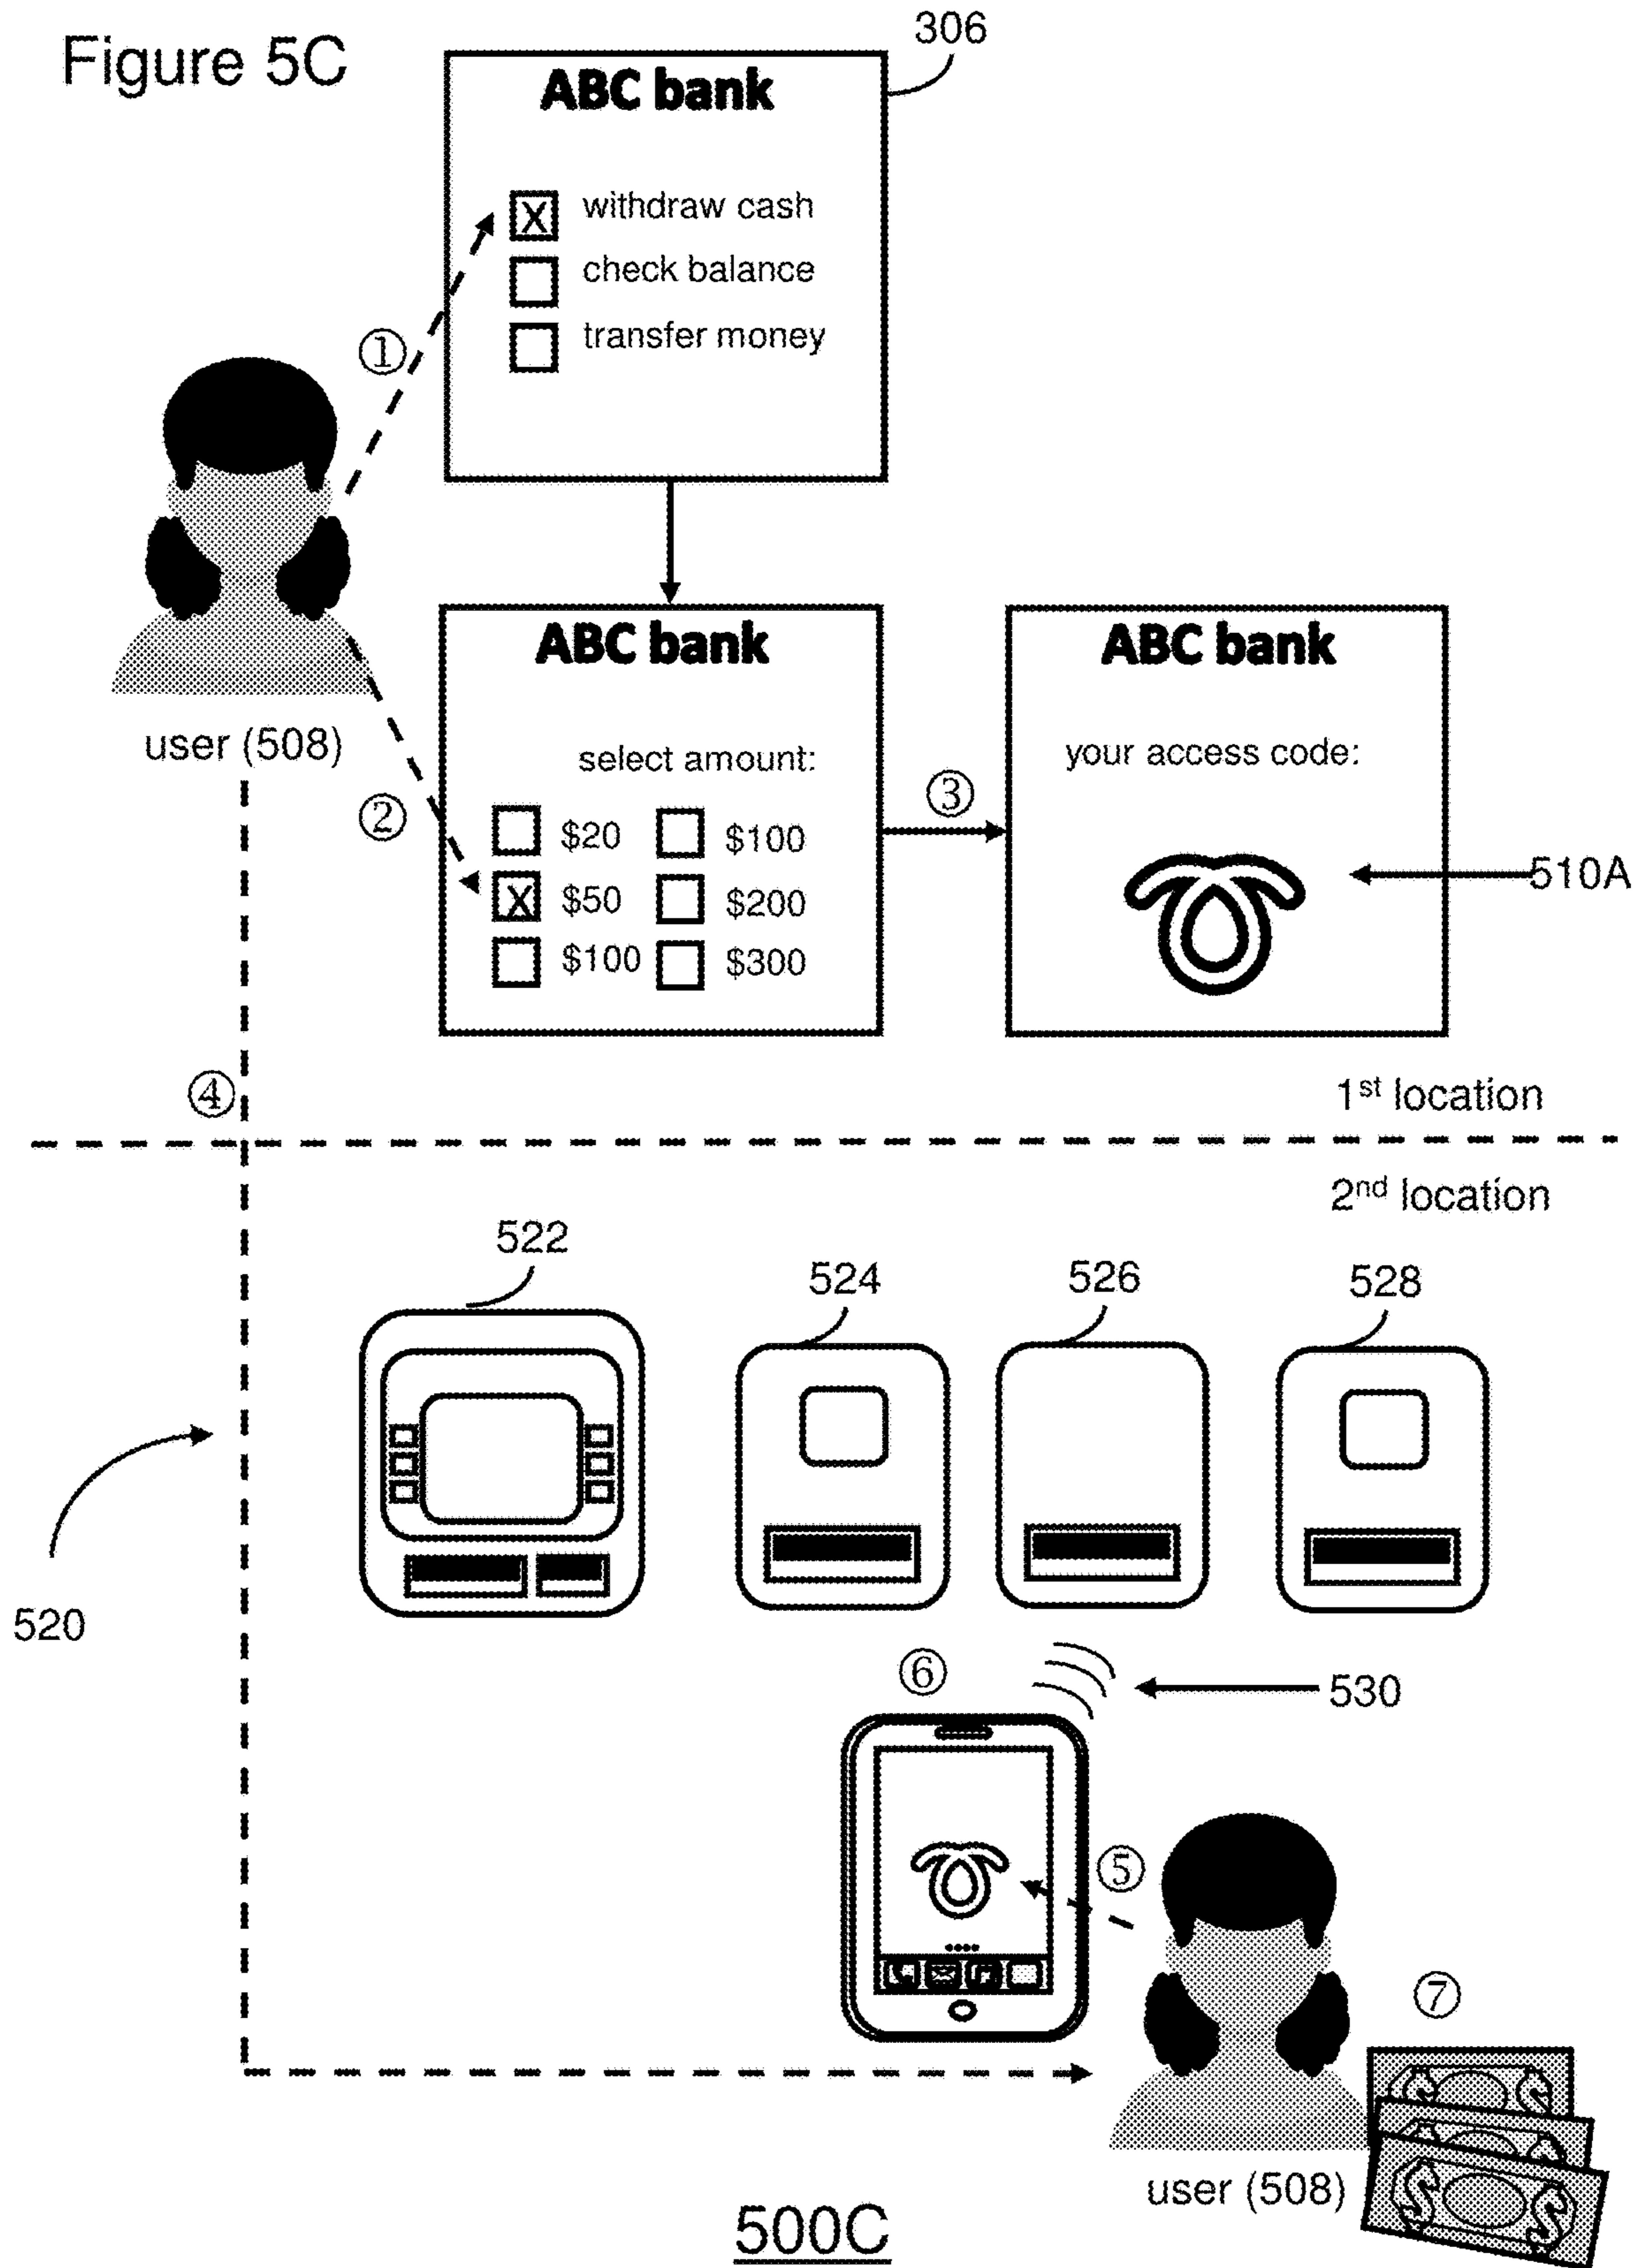 Figure 5C
306
ABC bank
X withdraw cash
check balance
transfer money
①
user (508)
②
ABC bank
select amount:
$20 $100
X $50 $200
$100 $300
③
ABC bank
your access code:
510A
④
1st location
2nd location
522
524
526
528
520
⑥
530
⑤
⑦
user (508)
500C